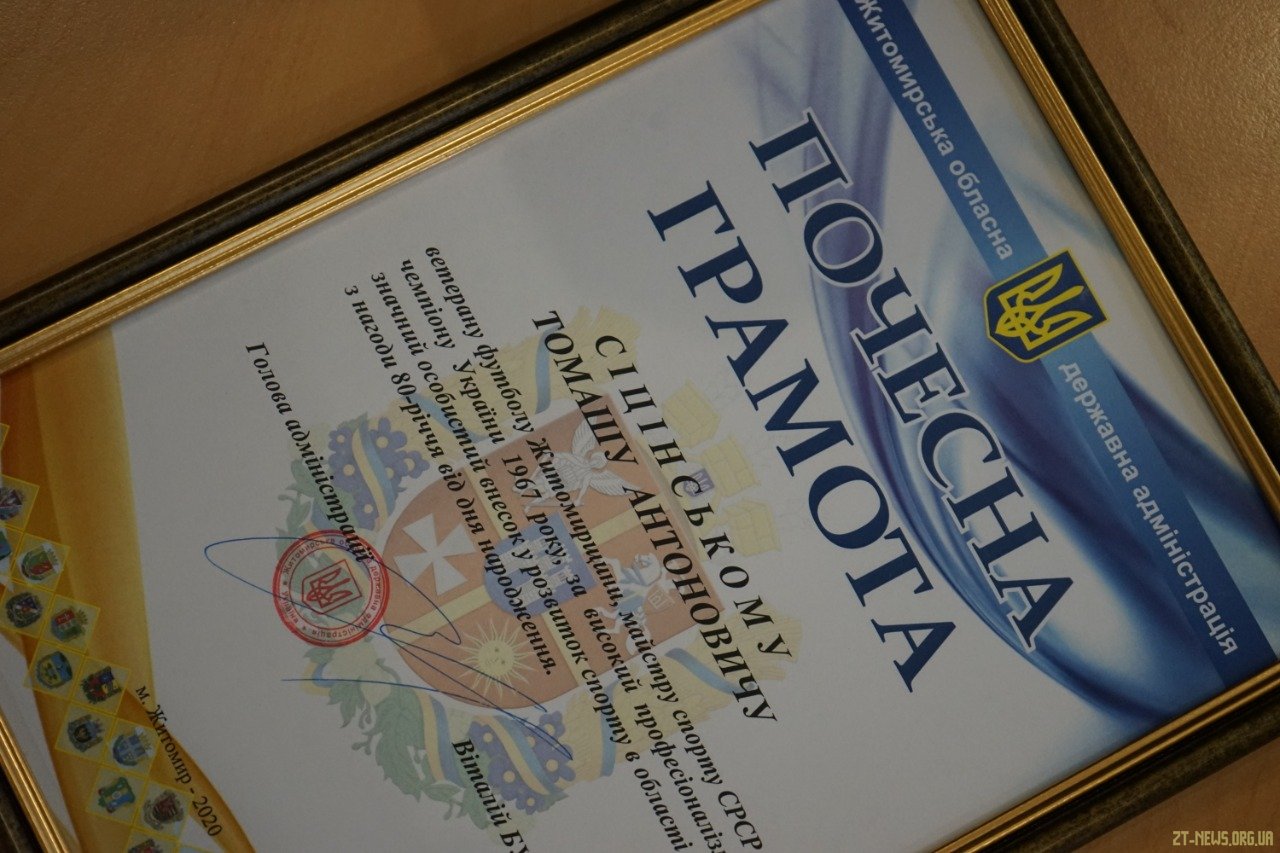 Житомирська обласна державна адміністрація
ПОЧЕСНА
ГРАМОТА
СІЦІНСЬКОМУ
ТОМАШУ АНТОНОВИЧУ
ветерану футболу Житомирщини, майстру спорту СРСР
чемпіону України 1967 року, за високий професіоналізм
значний особистий внесок у розвиток спорту в області
з нагоди 80-річчя від дня народження.
Голова адміністрації
Віталій БУ
м. Житомир - 2020
ZT-NEWS.ORG.UA